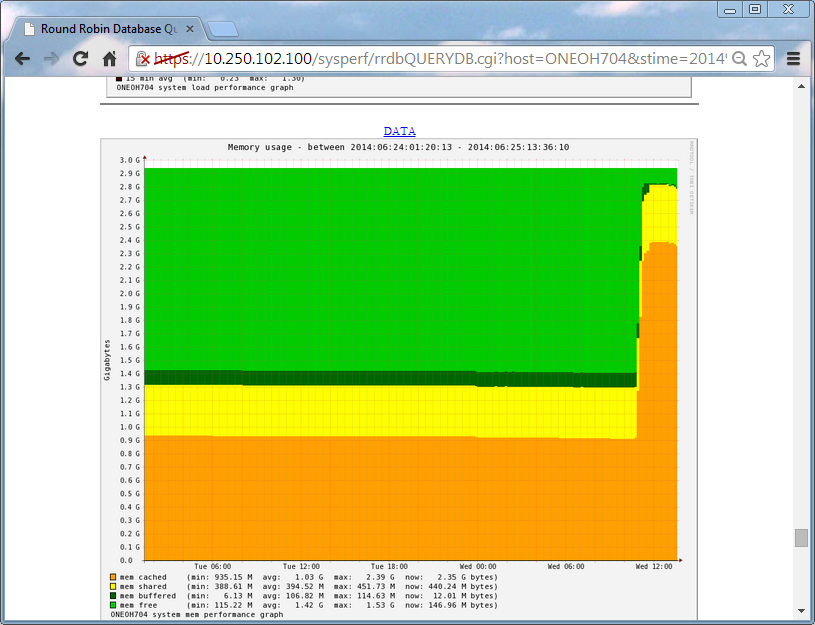 Round Robin Database Qu
https://10.250.102.100/sysperf/rrdbQUERYDB.cgi?host=ONEOH704&stime=2014
15 min avg (min: 0.23 max: 1.30)
ONEOH704 system load performance graph
DATA
Memory usage - between 2014:06:24:01:20:13 - 2014:06:25:13:36:10
3.0 G
2.9 G
2.8 G
2.7 G
2.6 G
2.5 G
2.4 G
2.3 G
2.2 G
2.1 G
2.0 G
1.9 G
1.8 G
1.7 G
1.6 G
1.5 G
1.4 G
1.3 G
1.2 G
1.1 G
1.0 G
0.9 G
0.8 G
0.7 G
0.6 G
0.5 G
0.4 G
0.3 G
0.2 G
0.1 G
0.0
Gigabytes
RRDTOOL / TOBI OETIKER
Tue 06:00 Tue 12:00 Tue 18:00 Wed 00:00 Wed 06:00 Wed 12:00
mem cached (min: 935.15 M avg: 1.03 G max: 2.39 G now: 2.35 G bytes)
mem shared (min: 388.61 M avg: 394.52 M max: 451.73 M now: 440.24 M bytes)
mem buffered (min: 6.13 M avg: 106.82 M max: 114.63 M now: 12.01 M bytes)
mem free (min: 115.22 M avg: 1.42 G max: 1.53 G now: 146.96 M bytes)
ONEOH704 system mem performance graph